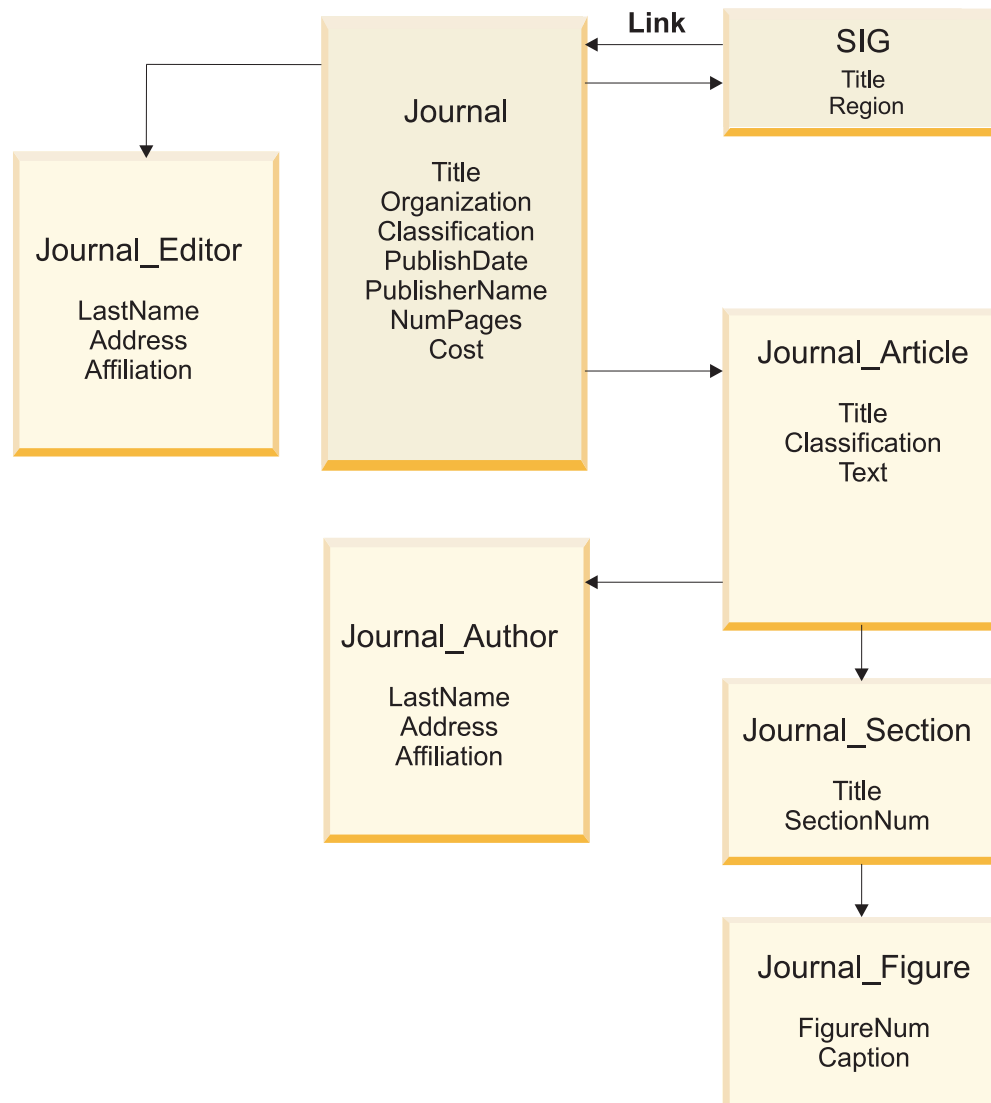 Link
SIG
Title
Region
Journal
Title
Organization
Classification
PublishDate
PublisherName
NumPages
Cost
Journal_Editor
LastName
Address
Affiliation
Journal_Article
Title
Classification
Text
Journal_Author
LastName
Address
Affiliation
Journal_Section
Title
SectionNum
Journal_Figure
FigureNum
Caption